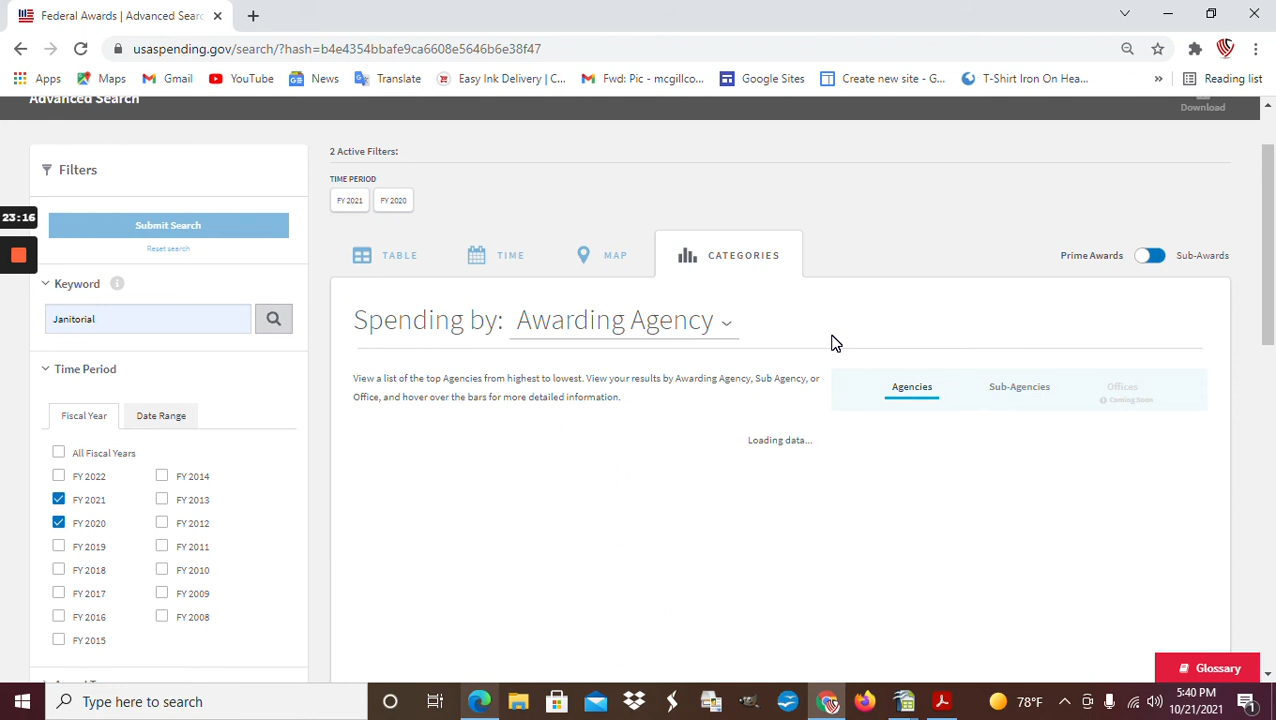 Federal Awards | Advanced Sear
usaspending.gov/search/?hash=b4e4354bbafe9ca6608e5646b6e38f47
Apps Maps Gmail YouTube News Translate Easy Ink Delivery | C... Fwd: Pic - mcgillco... Google Sites Create new site - G... T-Shirt Iron On Hea... » Reading list
Advanced Search
Download
2 Active Filters:
Filters
TIME PERIOD
FY 2021 FY 2020
23:16
Submit Search
Reset search
TABLE TIME MAP CATEGORIES
Prime Awards Sub-Awards
Keyword
Janitorial
Spending by: Awarding Agency
Time Period
View a list of the top Agencies from highest to lowest. View your results by Awarding Agency, Sub Agency, or
Office, and hover over the bars for more detailed information.
Agencies Sub-Agencies Offices
Coming Soon
Fiscal Year Date Range
Loading data...
All Fiscal Years
FY 2022 FY 2014
FY 2021 FY 2013
FY 2020 FY 2012
FY 2019 FY 2011
FY 2018 FY 2010
FY 2017 FY 2009
FY 2016 FY 2008
FY 2015
Glossary
Type here to search
78°F
5:40 PM
10/21/2021
1